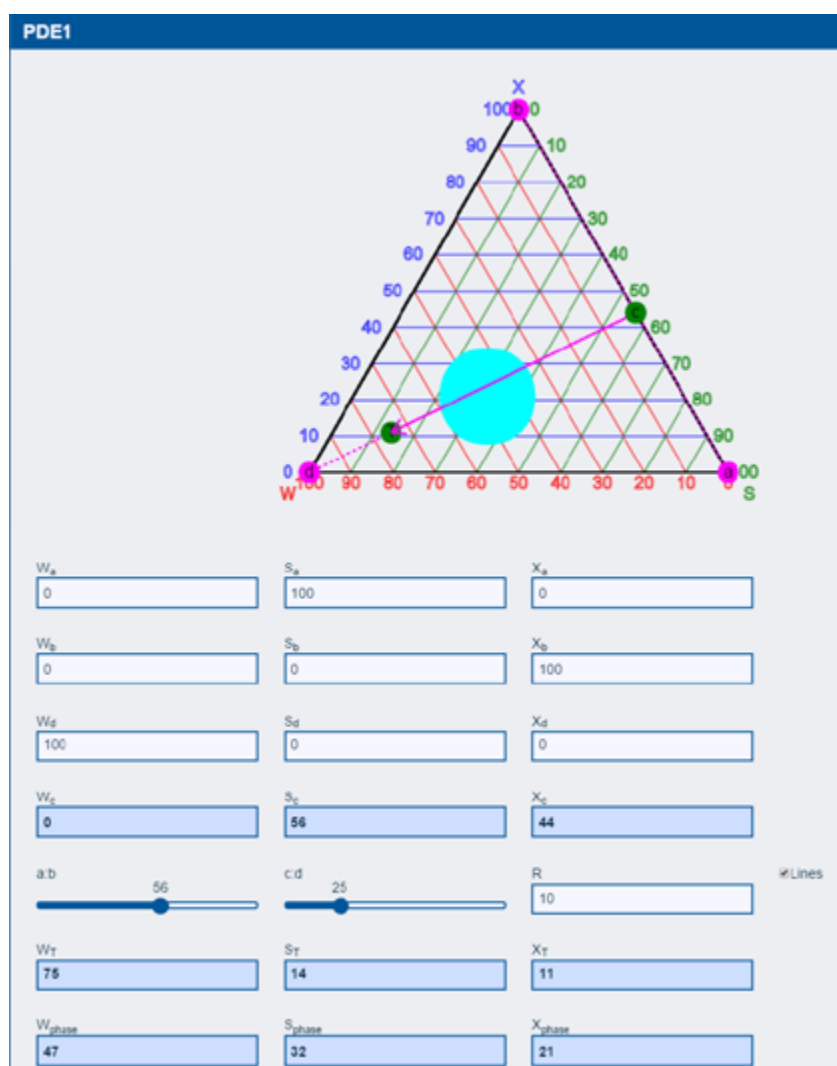 PDE1
X
100 b 0
90 10
80 20
70 30
60 40
50 50
c
40 60
30 70
20 80
10 90
0 d a 00
W 100 90 80 70 60 50 40 30 20 10 0 S
Wa Sa Xa
0 100 0
Wb Sb Xb
0 0 100
Wd Sd Xd
100 0 0
Wc Sc Xc
0 56 44
a:b c:d R Lines
56 25 10
WT ST XT
75 14 11
Wphase Sphase Xphase
47 32 21